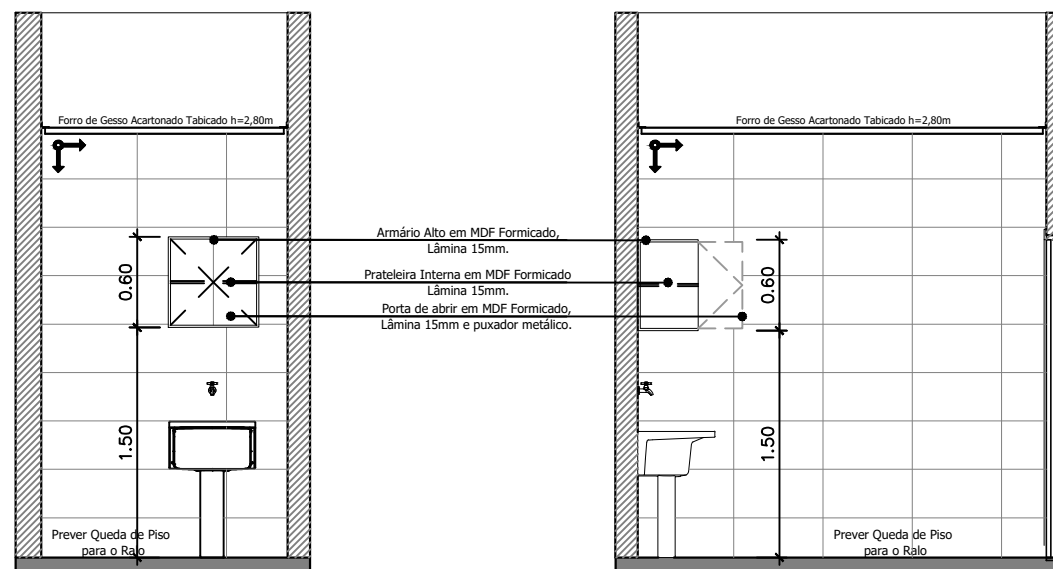 Forro de Gesso Acartonado Tabicado h=2,80m
Forro de Gesso Acartonado Tabicado h=2,80m
Armário Alto em MDF Formicado,
Lâmina 15mm.
Prateleira Interna em MDF Formicado
Lâmina 15mm.
Porta de abrir em MDF Formicado,
Lâmina 15mm e puxador metálico.
0.60
1.50
0.60
1.50
Prever Queda de Piso
para o Ralo
Prever Queda de Piso
para o Ralo